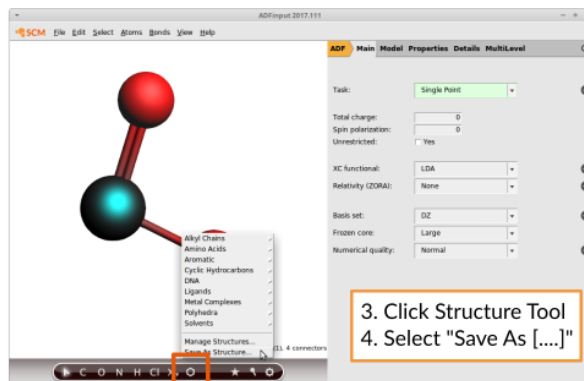 ADFinput 2017.111
SCM File Edit Select Atoms Bonds View Help
ADF Main Model Properties Details MultiLevel
Task: Single Point
Total charge: 0
Spin polarization: 0
Unrestricted: Yes
XC functional: LDA
Relativity (ZORA): None
Basis set: DZ
Frozen core: Large
Numerical quality: Normal
Alkyl Chains
Amino Acids
Aromatic
Cyclic Hydrocarbons
DNA
Ligands
Metal Complexes
Polyhedra
Solvents
Manage Structures...
Save As Structure...
(1), 4 connectors
C O N H Cl X
3. Click Structure Tool
4. Select "Save As [....]"